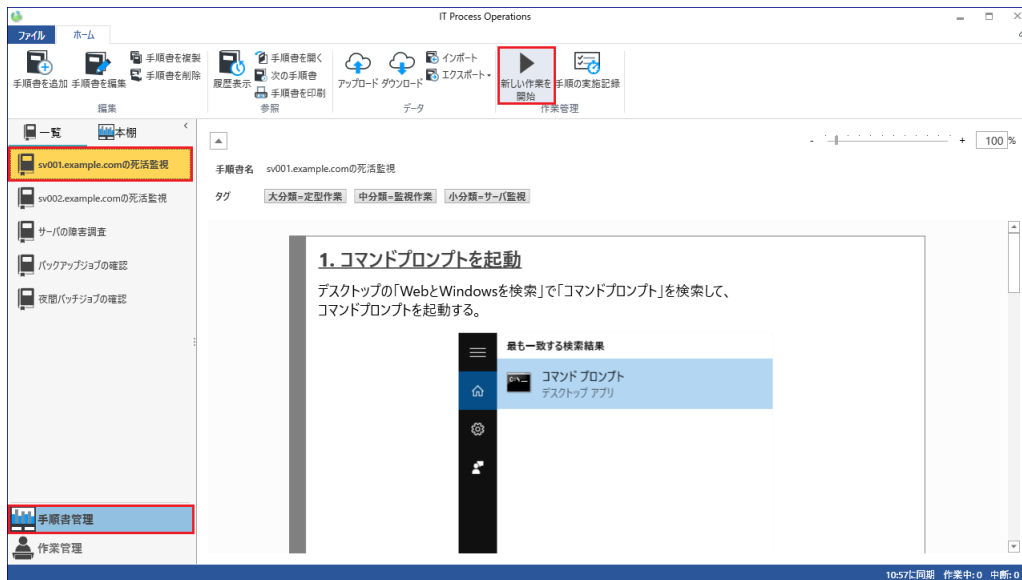 IT Process Operations
ファイル ホーム
手順書を追加 手順書を編集 手順書を複製 手順書を削除
編集
履歴表示 手順書を開く 次の手順書 手順書を印刷
参照
アップロード ダウンロード インポート エクスポート
データ
新しい作業を開始 手順の実施記録
作業管理
一覧 本棚
sv001.example.comの死活監視
sv002.example.comの死活監視
サーバの障害調査
バックアップジョブの確認
夜間バッチジョブの確認
手順書管理
作業管理
- + 100 %
手順書名 sv001.example.comの死活監視
タグ 大分類=定型作業 中分類=監視作業 小分類=サーバ監視
1. コマンドプロンプトを起動
デスクトップの「WebとWindowsを検索」で「コマンドプロンプト」を検索して、
コマンドプロンプトを起動する。
最も一致する検索結果
コマンド プロンプト
デスクトップ アプリ
10:57に同期 作業中: 0 中断: 0